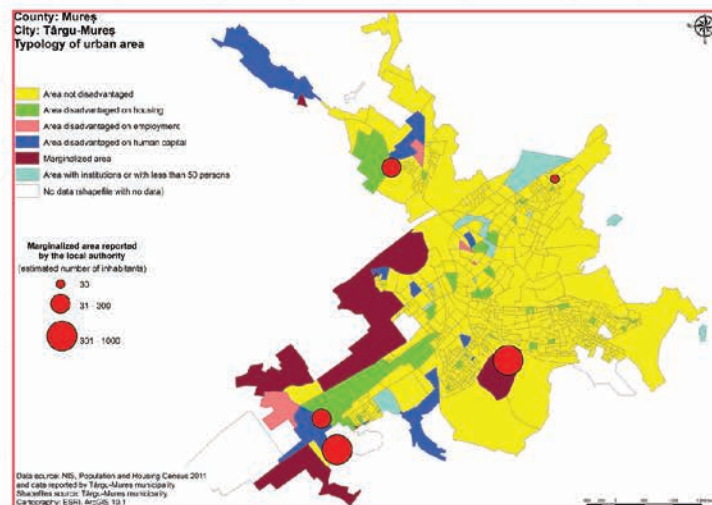 County: Mureș
City: Târgu-Mureș
Typology of urban area
Area not disadvantaged
Area disadvantaged on housing
Area disadvantaged on employment
Area disadvantaged on human capital
Marginalized area
Area with institutions or with less than 50 persons
No data (shapefile with no data)
Marginalized area reported
by the local authority
(estimated number of inhabitants)
30
31 - 300
301 - 1000
Data source: NIS, Population and Housing Census 2011
and data reported by Târgu-Mures municipality
Shapefiles source: Târgu-Mures municipality
Cartography: ESRI, ArcGIS 10.1